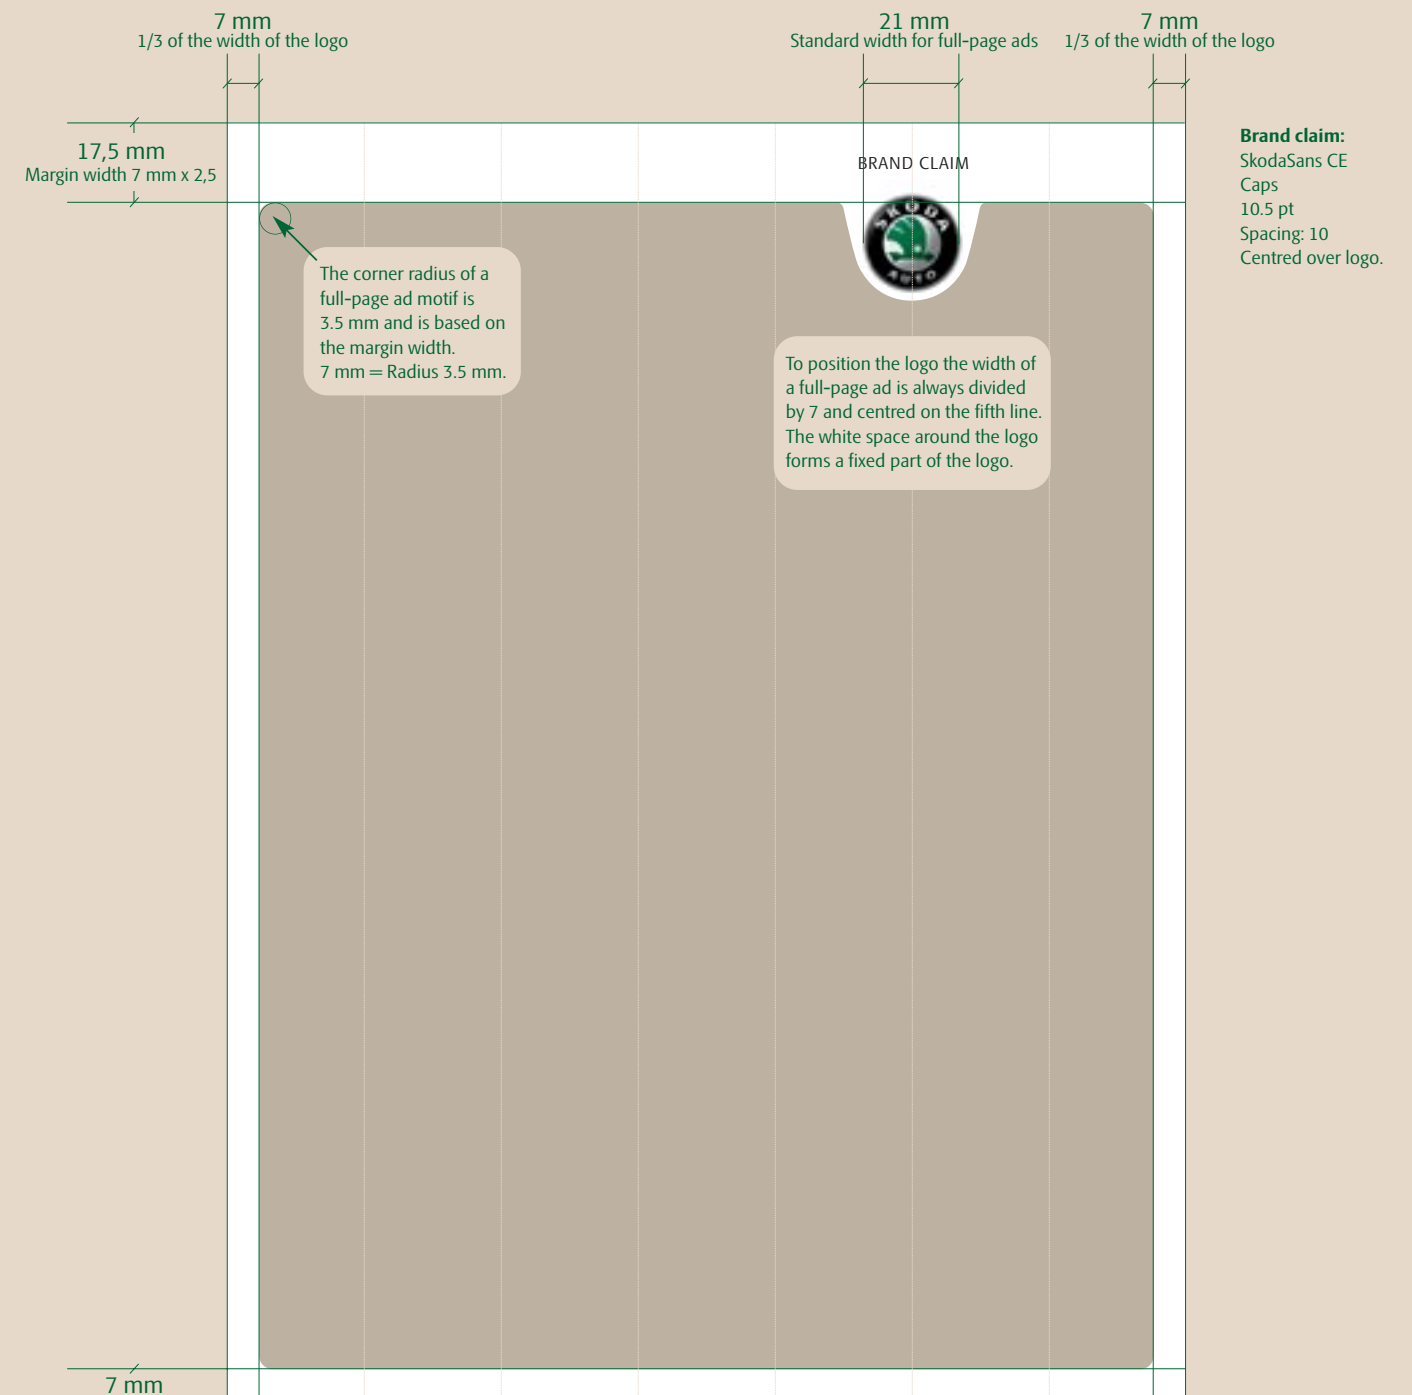 7 mm
1/3 of the width of the logo
21 mm
Standard width for full-page ads
7 mm
1/3 of the width of the logo
17,5 mm
Margin width 7 mm x 2,5
BRAND CLAIM
SKODA
AUTO
Brand claim:
SkodaSans CE
Caps
10.5 pt
Spacing: 10
Centred over logo.
The corner radius of a
full-page ad motif is
3.5 mm and is based on
the margin width.
7 mm = Radius 3.5 mm.
To position the logo the width of
a full-page ad is always divided
by 7 and centred on the fifth line.
The white space around the logo
forms a fixed part of the logo.
7 mm